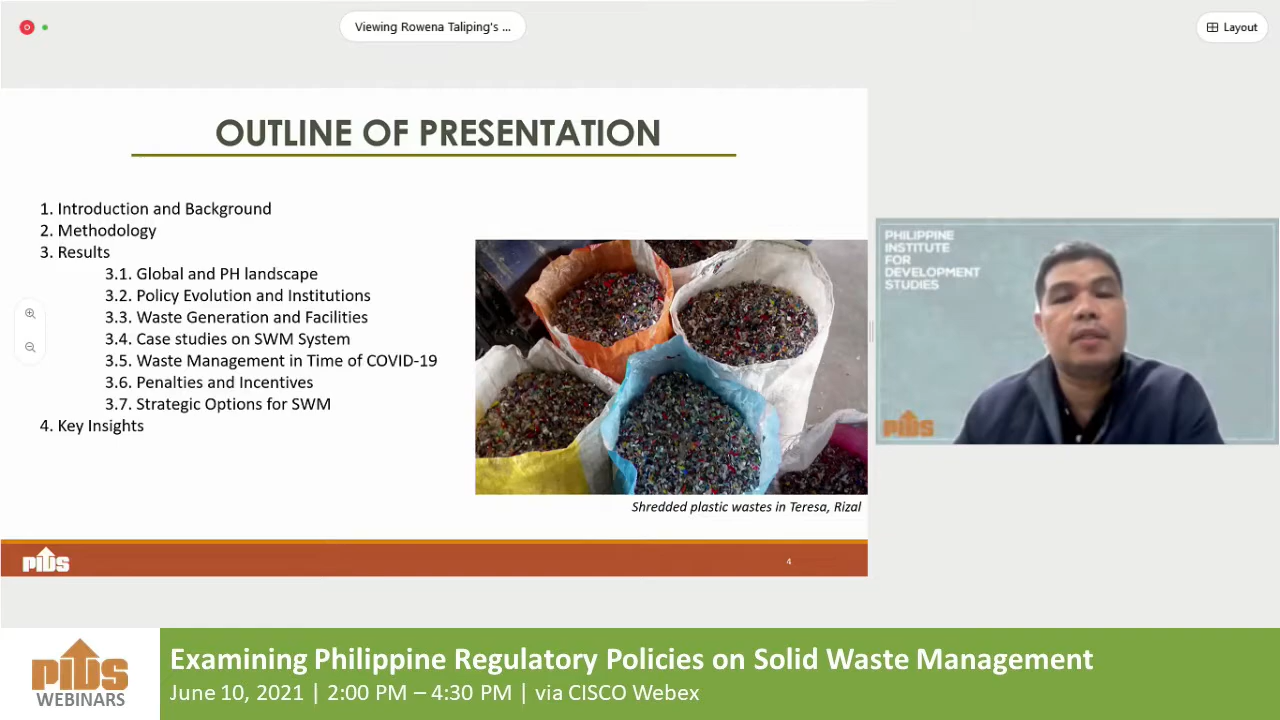 Viewing Rowena Taliping's ...
Layout
OUTLINE OF PRESENTATION
1. Introduction and Background
2. Methodology
3. Results
3.1. Global and PH landscape
3.2. Policy Evolution and Institutions
3.3. Waste Generation and Facilities
3.4. Case studies on SWM System
3.5. Waste Management in Time of COVID-19
3.6. Penalties and Incentives
3.7. Strategic Options for SWM
4. Key Insights
Shredded plastic wastes in Teresa, Rizal
PIDS
4
PHILIPPINE
INSTITUTE
FOR
DEVELOPMENT
STUDIES
PIDS
PIDS
WEBINARS
Examining Philippine Regulatory Policies on Solid Waste Management
June 10, 2021 | 2:00 PM – 4:30 PM | via CISCO Webex